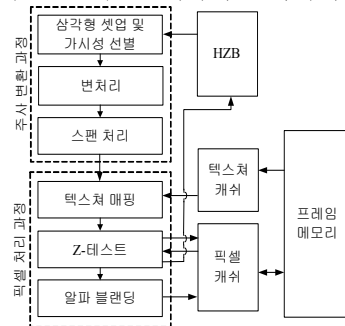 삼각형 셋업 및
가시성 선별
변처리
스팬 처리
주사 변환 과정
HZB
텍스쳐 매핑
Z-테스트
알파 블랜딩
픽셀 처리 과정
텍스쳐
캐쉬
픽셀
캐쉬
프레임
메모리